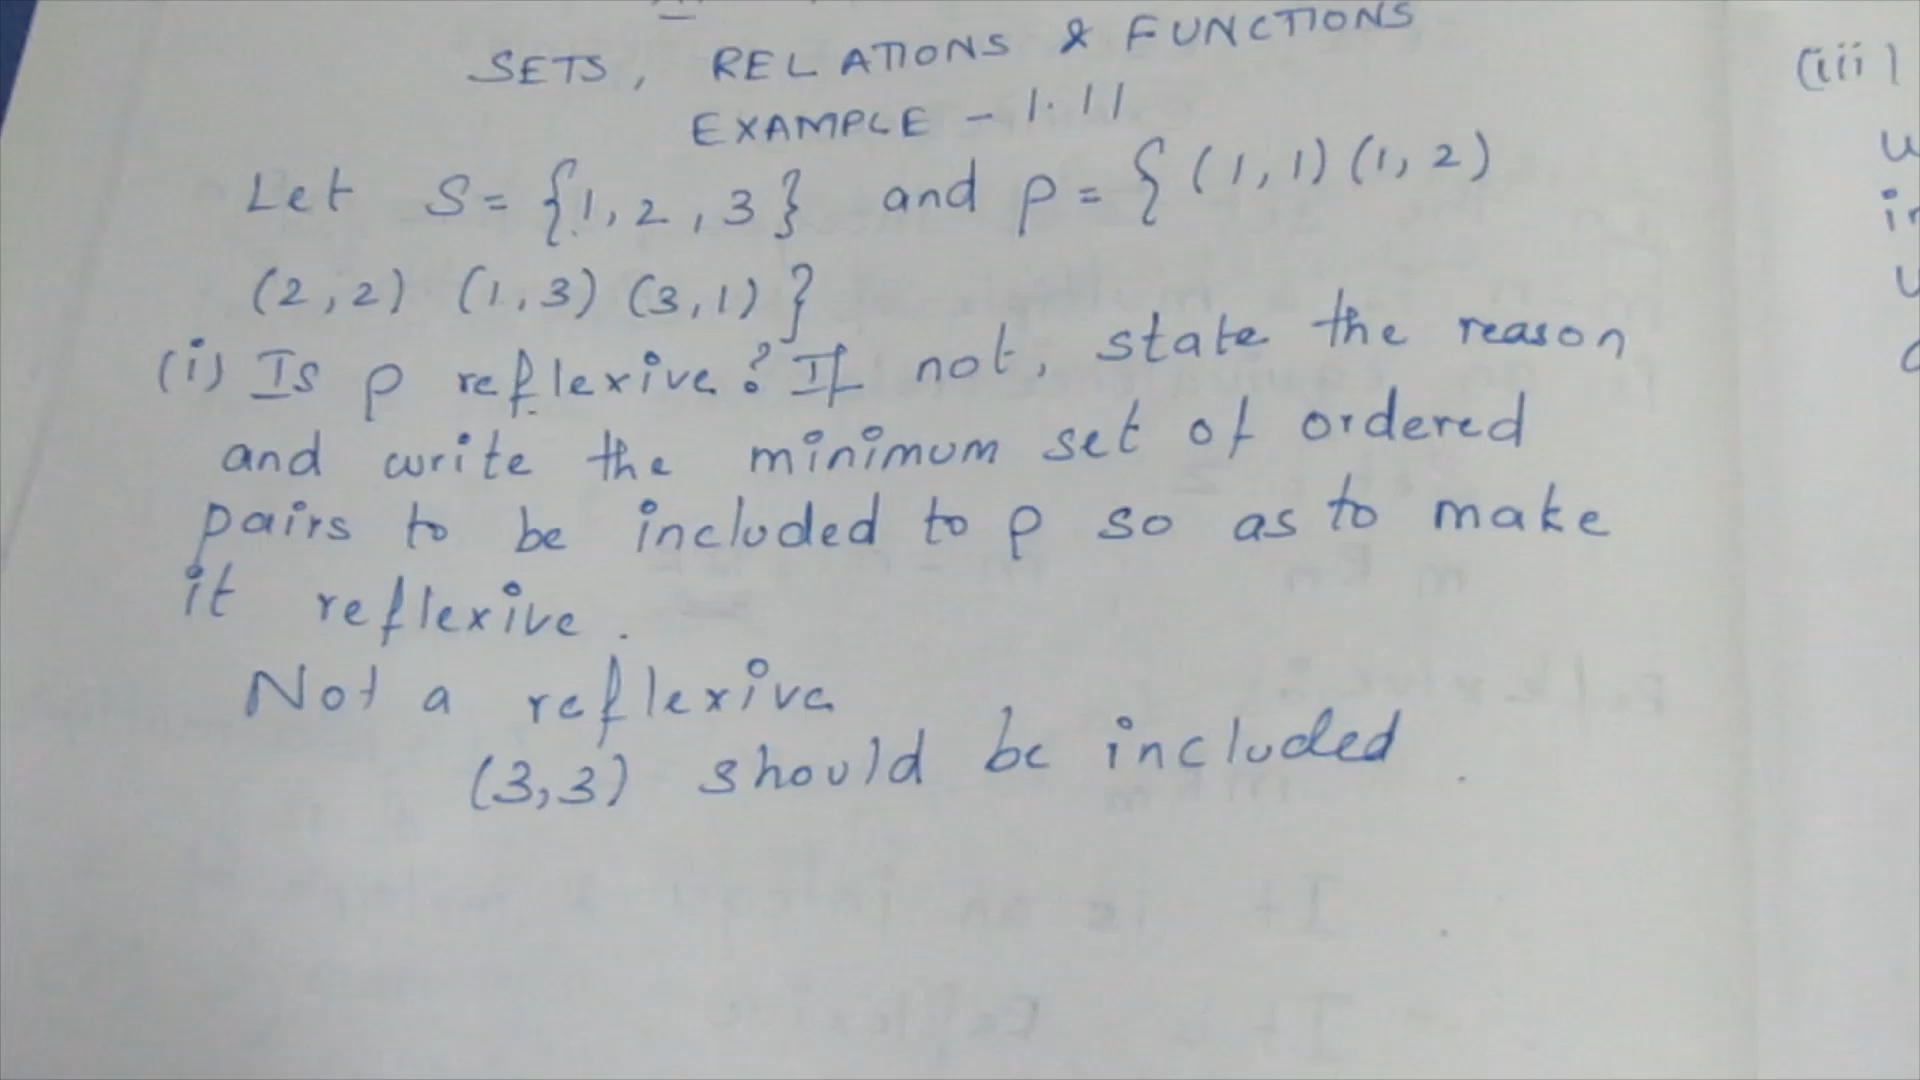 SETS, RELATIONS & FUNCTIONS
EXAMPLE - 1.11
Let S = {1, 2, 3} and ρ = { (1, 1) (1, 2)
(2, 2) (1, 3) (3, 1) }
(i) Is ρ reflexive? If not, state the reason
and write the minimum set of ordered
pairs to be included to ρ so as to make
it reflexive.
Not a reflexive
(3, 3) should be included
(iii)